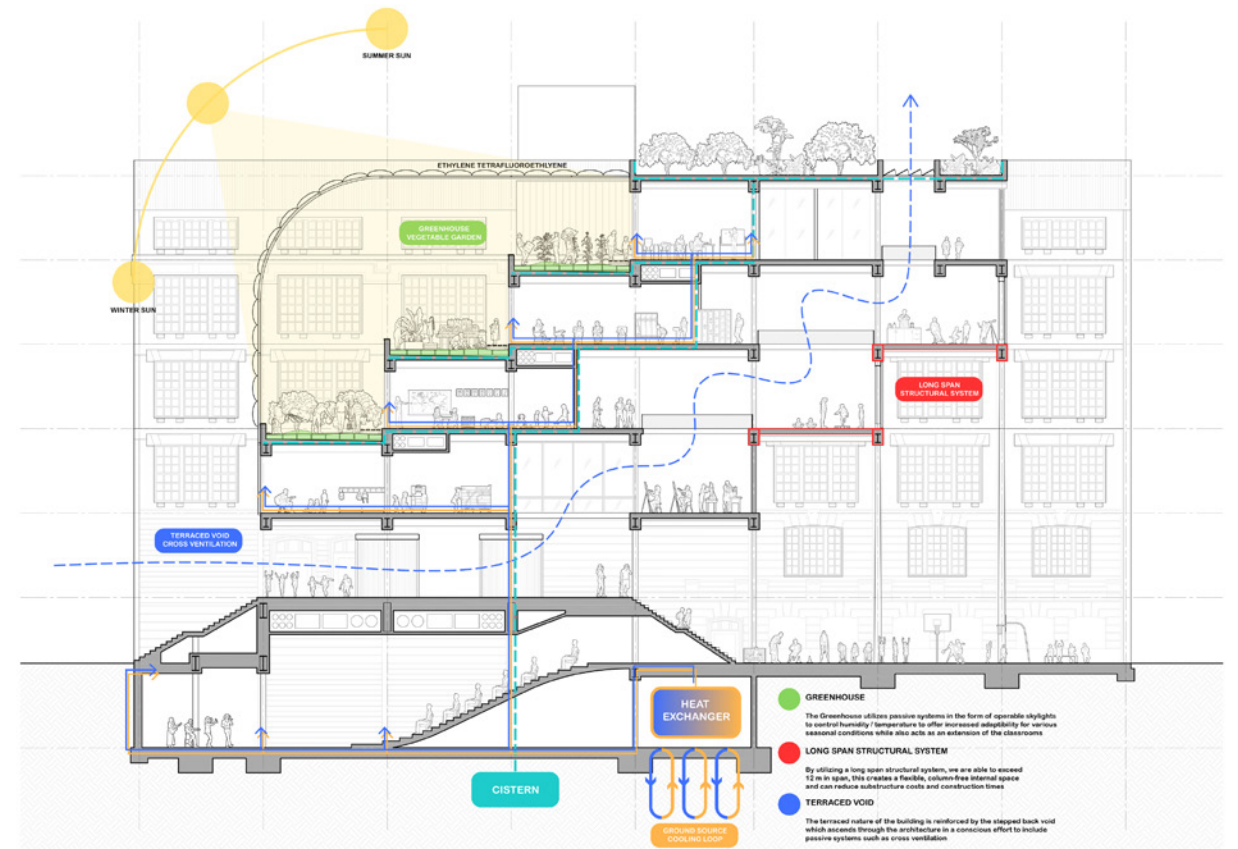 SUMMER SUN
ETHYLENE TETRAFLUOROETHLYENE
GREENHOUSE
VEGETABLE GARDEN
WINTER SUN
LONG SPAN
STRUCTURAL SYSTEM
TERRACED VOID
CROSS VENTILATION
HEAT
EXCHANGER
CISTERN
GROUND SOURCE
COOLING LOOP
GREENHOUSE
The Greenhouse utilizes passive systems in the form of operable skylights
to control humidity / temperature to offer increased adaptibility for various
seasonal conditions while also acts as an extension of the classrooms
LONG SPAN STRUCTURAL SYSTEM
By utilizing a long span structural system, we are able to exceed
12 m in span, this creates a flexible, column-free internal space
and can reduce substructure costs and construction times
TERRACED VOID
The terraced nature of the building is reinforced by the stepped back void
which ascends through the architecture in a conscious effort to include
passive systems such as cross ventilation